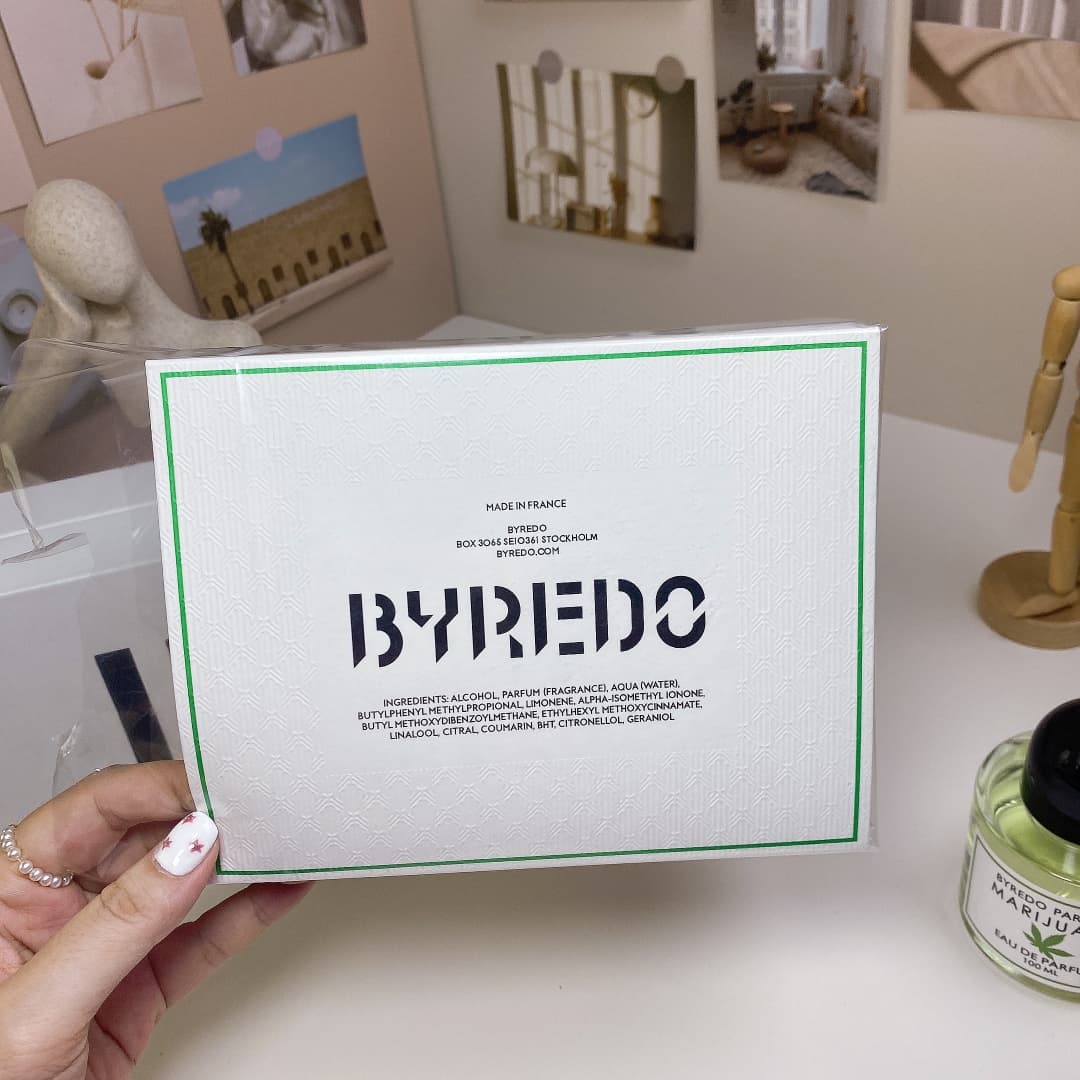 MADE IN FRANCE
BYREDO
BOX 3065 SE10361 STOCKHOLM
BYREDO.COM
BYREDO
INGREDIENTS: ALCOHOL, PARFUM (FRAGRANCE), AQUA (WATER),
BUTYLPHENYL METHYLPROPIONAL, LIMONENE, ALPHA-ISOMETHYL IONONE,
BUTYL METHOXYDIBENZOYLMETHANE, ETHYLHEXYL METHOXYCINNAMATE,
LINALOOL, CITRAL, COUMARIN, BHT, CITRONELLOL, GERANIOL
BYREDO PAR
MARIJUA
EAU DE PARFU
100 ML